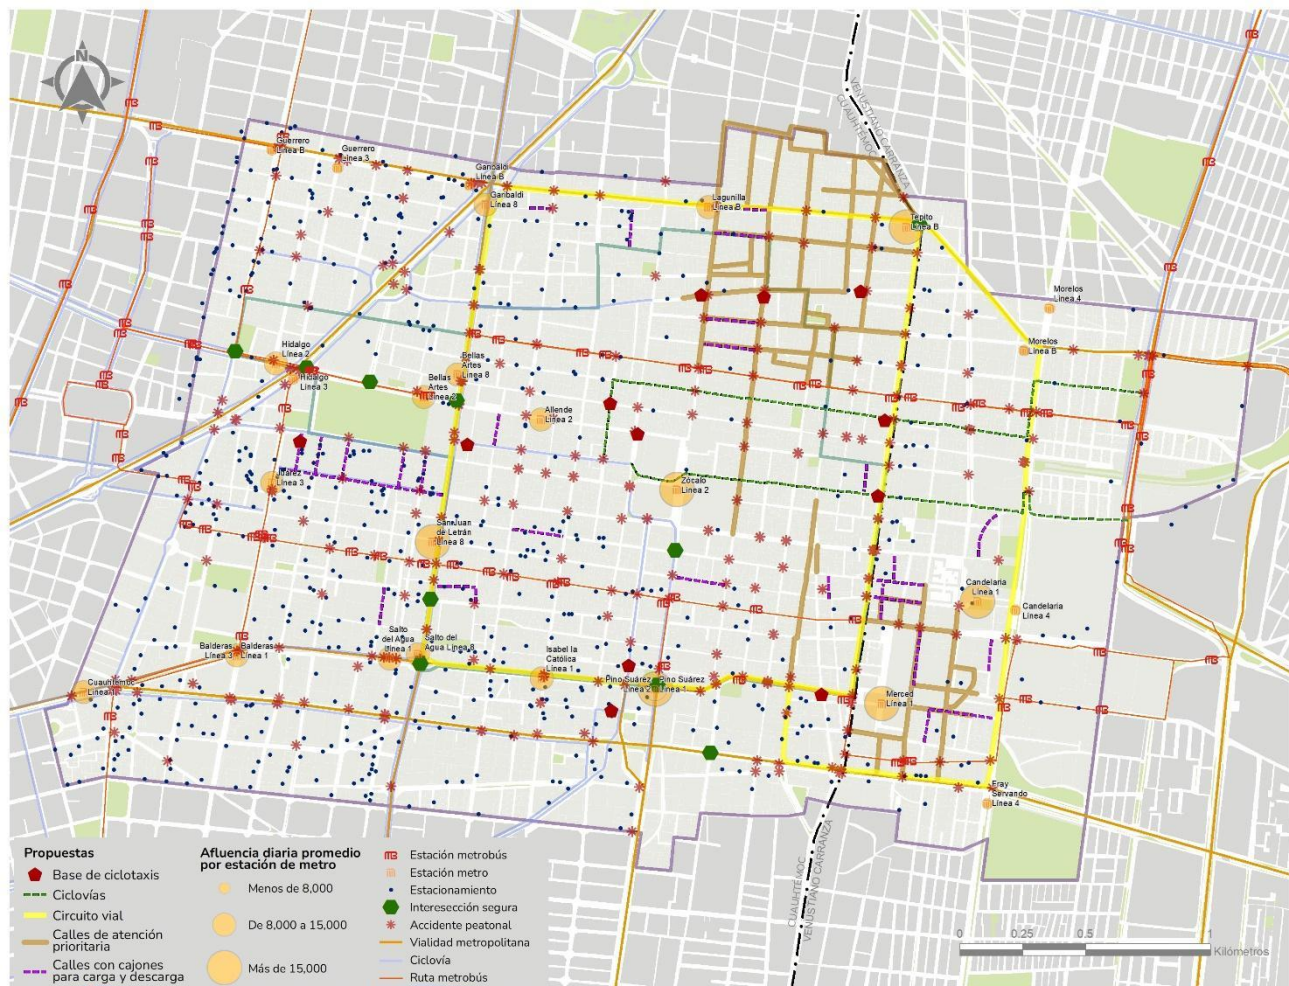 N
VENUSTIANO CARRANZA
CUAUHTÉMOC
Guerrero
Línea B
Guerrero
Línea 3
Garibaldi
Línea B
Garibaldi
Línea 8
Lagunilla
Línea B
Tepito
Línea B
Morelos
Línea 4
Morelos
Línea B
Hidalgo
Línea 2
Hidalgo
Línea 3
Bellas
Artes
Línea 8
Bellas
Artes
Línea 2
Allende
Línea 2
Juárez
Línea 3
Zócalo
Línea 2
San Juan
de Letrán
Línea 8
Candelaria
Línea 1
Candelaria
Línea 4
Balderas
Línea 3
Balderas
Línea 1
Salto
del Agua
Línea 1
Salto del
Agua Línea 8
Isabel la
Católica
Línea 1
Cuauhtémoc
Línea 1
Pino Suárez
Línea 2
Pino Suárez
Línea 1
Merced
Línea 1
Fray
Servando
Línea 4
CUAUHTÉMOC
VENUSTIANO CARRANZA
Propuestas
Base de ciclotaxis
Ciclovías
Circuito vial
Calles de atención
prioritaria
Calles con cajones
para carga y descarga
Afluencia diaria promedio
por estación de metro
Menos de 8,000
De 8,000 a 15,000
Más de 15,000
Estación metrobús
Estación metro
Estacionamiento
Interesección segura
Accidente peatonal
Vialidad metropolitana
Ciclovía
Ruta metrobús
0 0.25 0.5 1
Kilómetros